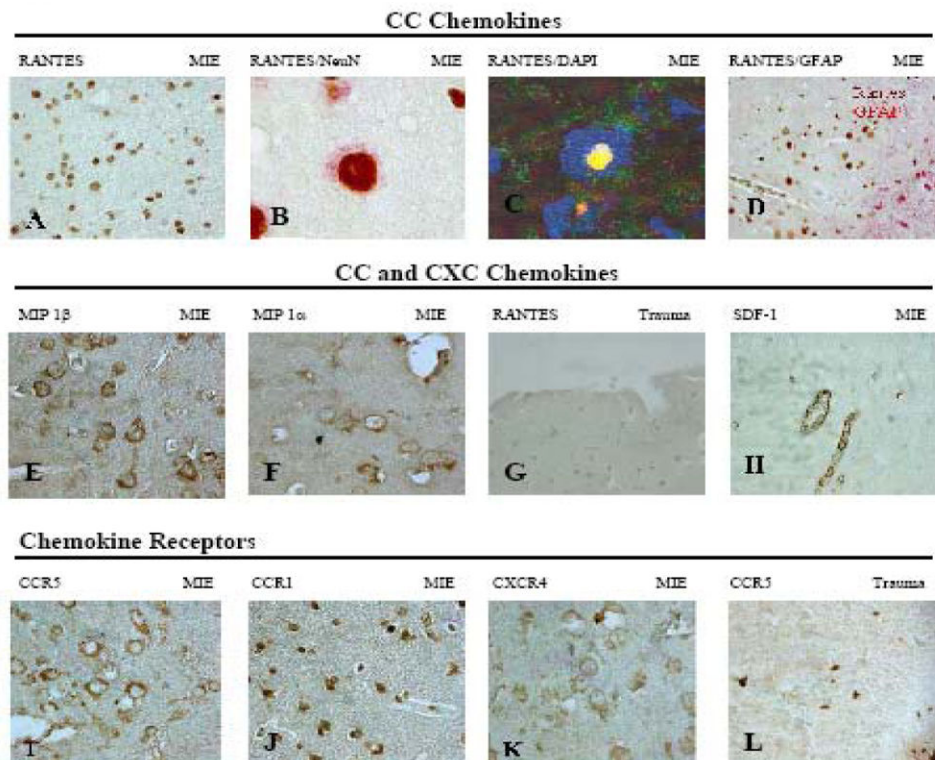 CC Chemokines
RANTES MIE RANTES/NeuN MIE RANTES/DAPI MIE RANTES/GFAP MIE
Rantes
GFAP
A B C D
CC and CXC Chemokines
MIP 1β MIE MIP 1α MIE RANTES Trauma SDF-1 MIE
E F G H
Chemokine Receptors
CCR5 MIE CCR1 MIE CXCR4 MIE CCR5 Trauma
I J K L